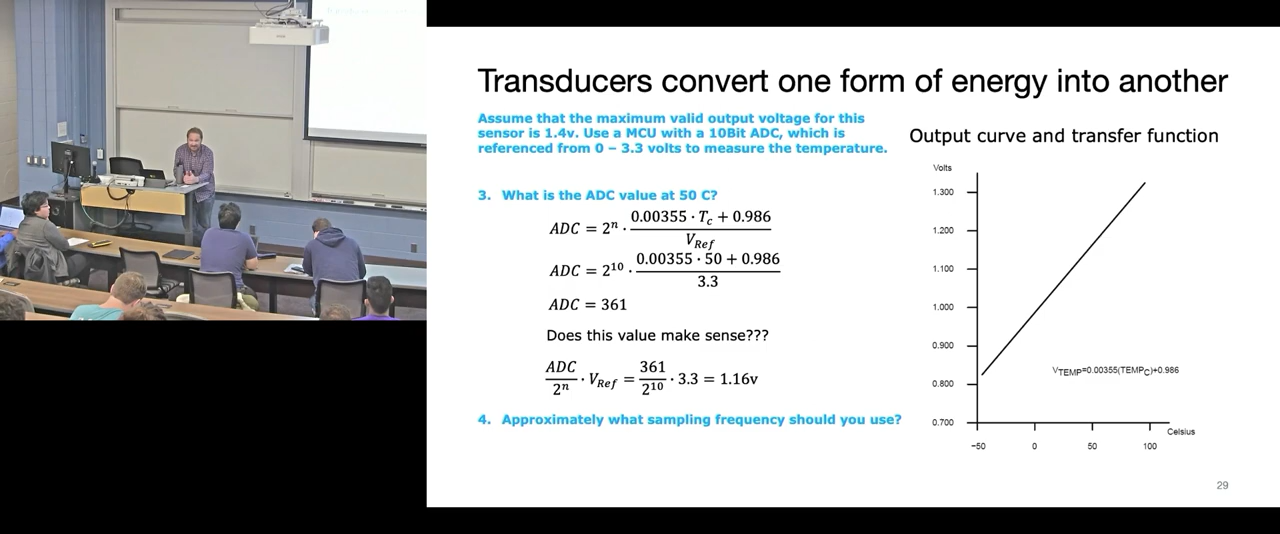 Transducers convert one form of energy into another
Assume that the maximum valid output voltage for this
sensor is 1.4v. Use a MCU with a 10Bit ADC, which is
referenced from 0 – 3.3 volts to measure the temperature.
3. What is the ADC value at 50 C?
ADC = 2ⁿ · (0.00355 · T_c + 0.986) / V_Ref
ADC = 2¹⁰ · (0.00355 · 50 + 0.986) / 3.3
ADC = 361
Does this value make sense???
ADC / 2ⁿ · V_Ref = 361 / 2¹⁰ · 3.3 = 1.16v
4. Approximately what sampling frequency should you use?
Output curve and transfer function
Volts
1.300
1.200
1.100
1.000
0.900
0.800
0.700
V_TEMP=0.00355(TEMP_C)+0.986
Celsius
−50 0 50 100
29